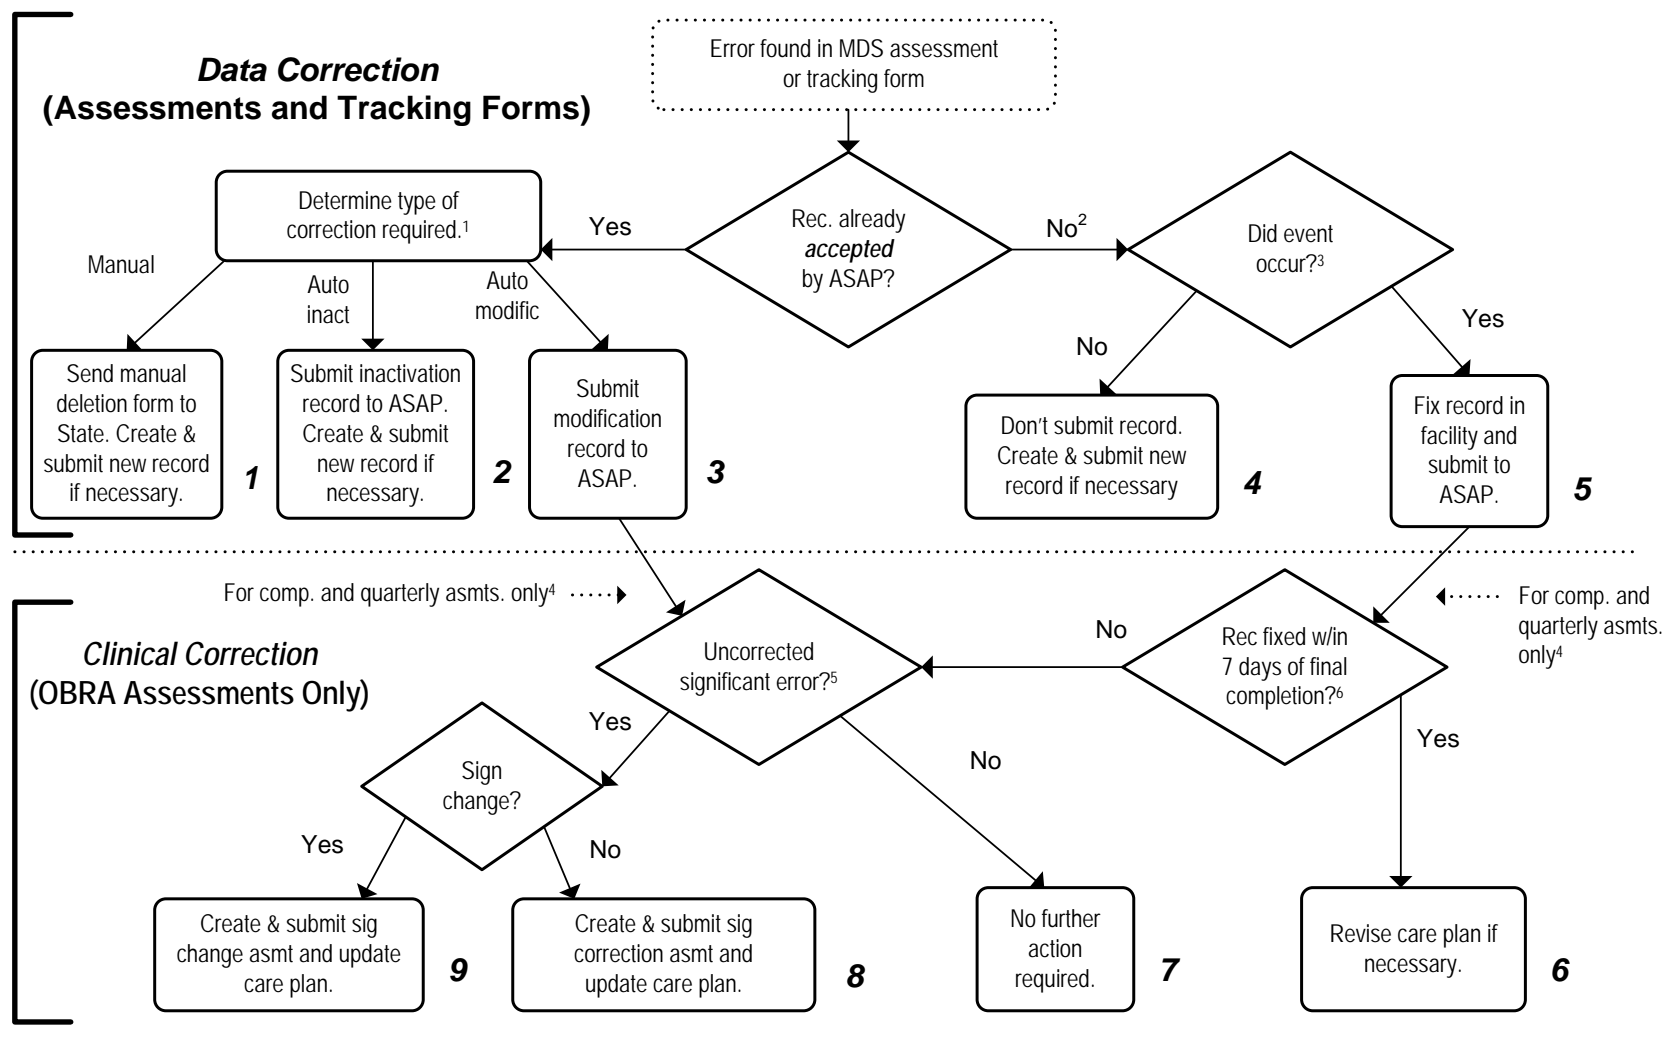 Error found in MDS assessment
or tracking form
Data Correction
(Assessments and Tracking Forms)
Determine type of
correction required.¹
Yes
Rec. already
accepted
by ASAP?
No²
Did event
occur?³
Manual
Auto
inact
Auto
modific
No
Yes
Send manual
deletion form to
State. Create &
submit new record
if necessary.
1
Submit inactivation
record to ASAP.
Create & submit
new record if
necessary.
2
Submit
modification
record to
ASAP.
3
Don't submit record.
Create & submit new
record if necessary
4
Fix record in
facility and
submit to
ASAP.
5
For comp. and quarterly asmts. only⁴
For comp. and
quarterly asmts.
only⁴
Clinical Correction
(OBRA Assessments Only)
Uncorrected
significant error?⁵
No
Rec fixed w/in
7 days of final
completion?⁶
Yes
No
Yes
Sign
change?
Yes
No
Create & submit sig
change asmt and update
care plan.
9
Create & submit sig
correction asmt and
update care plan.
8
No further
action
required.
7
Revise care plan if
necessary.
6